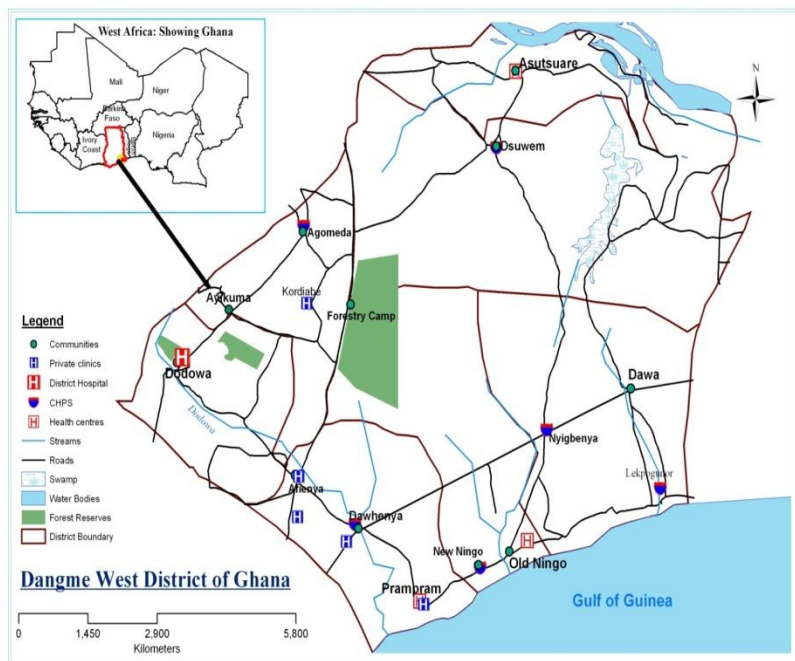 West Africa: Showing Ghana
Mali
Niger
Burkina
Faso
Ivory
Coast
Nigeria
N
Asutsuare
Osuwem
Agomeda
Kordiabe
Ayikuma
Forestry Camp
Dodowa
Dodowa
Dawa
Nyigbenya
Lekpogunor
Afienya
Dawhenya
New Ningo
Old Ningo
Prampram
Gulf of Guinea
Legend
Communities
Private clinics
District Hospital
CHPS
Health centres
Streams
Roads
Swamp
Water Bodies
Forest Reserves
District Boundary
Dangme West District of Ghana
0 1,450 2,900 5,800
Kilometers